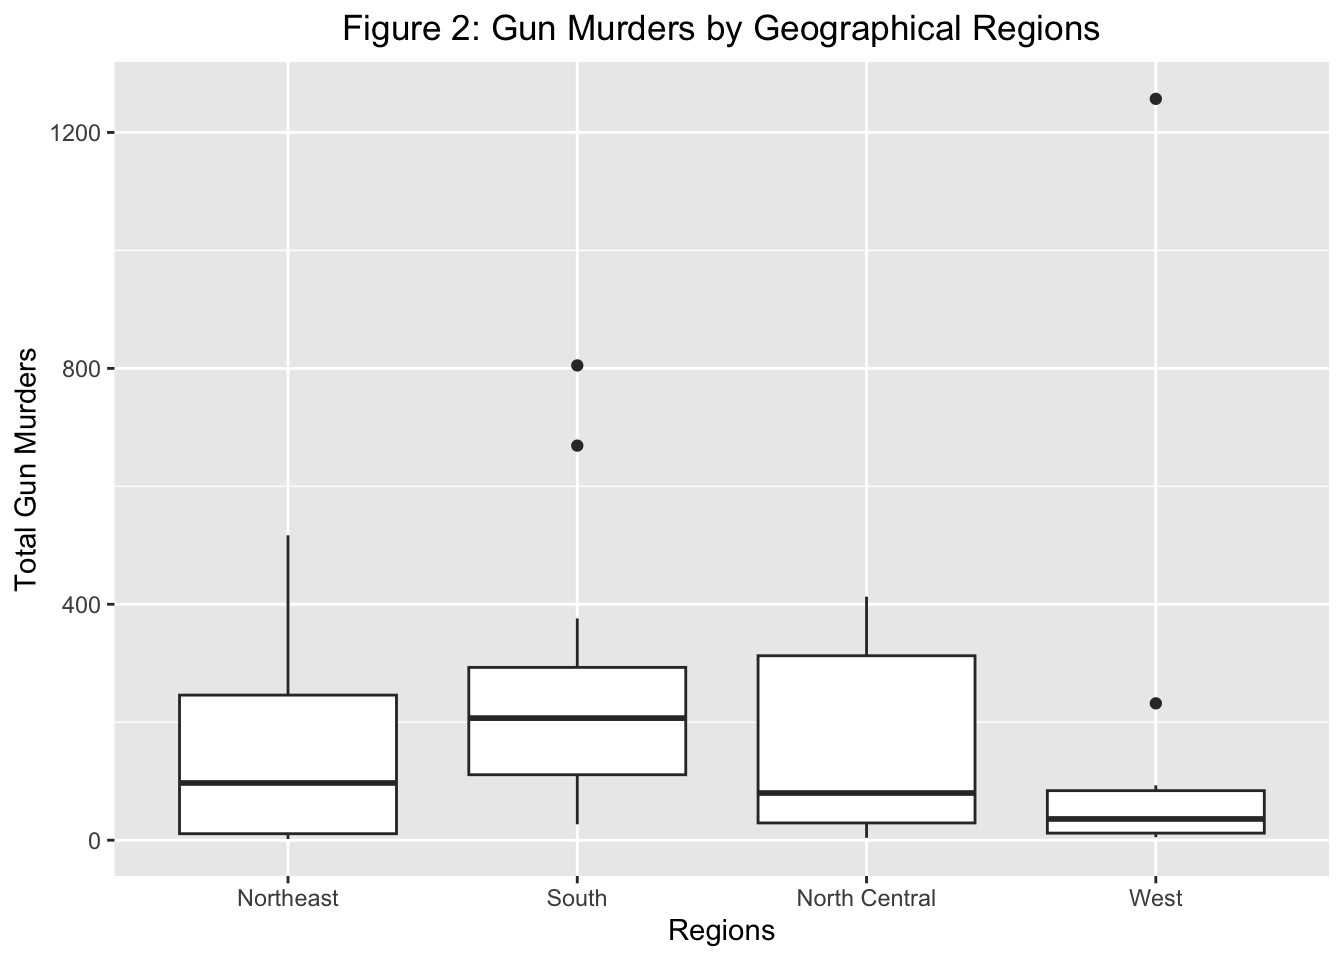 Figure 2: Gun Murders by Geographical Regions
Total Gun Murders
1200
800
400
0
Northeast South North Central West
Regions